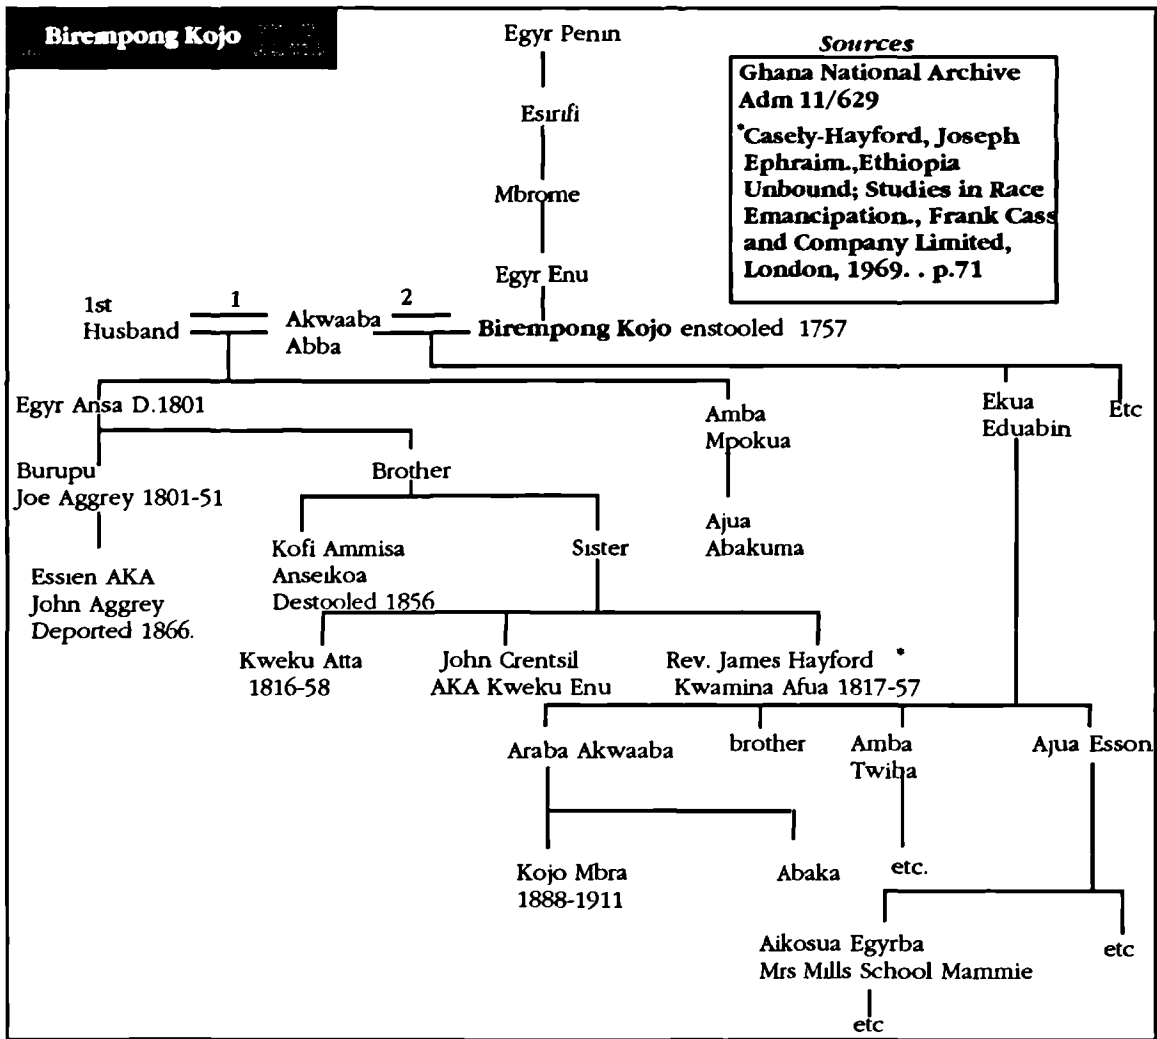 Birempong Kojo
Egyr Penin
Sources
Ghana National Archive
Adm 11/629
*Casely-Hayford, Joseph
Ephraim.,Ethiopia
Unbound; Studies in Race
Emancipation., Frank Cass
and Company Limited,
London, 1969. . p.71
Esirifi
Mbrome
Egyr Enu
1st
Husband
1
Akwaaba
Abba
2
Birempong Kojo enstooled 1757
Egyr Ansa D.1801
Amba
Mpokua
Ekua
Eduabin
Etc
Burupu
Joe Aggrey 1801-51
Brother
Ajua
Abakuma
Essien AKA
John Aggrey
Deported 1866.
Kofi Ammisa
Anseikoa
Destooled 1856
Sister
Kweku Atta
1816-58
John Crentsil
AKA Kweku Enu
Rev. James Hayford *
Kwamina Afua 1817-57
Araba Akwaaba
brother
Amba
Twiba
Ajua Esson
Kojo Mbra
1888-1911
Abaka
etc.
Aikosua Egyrba
Mrs Mills School Mammie
etc
etc